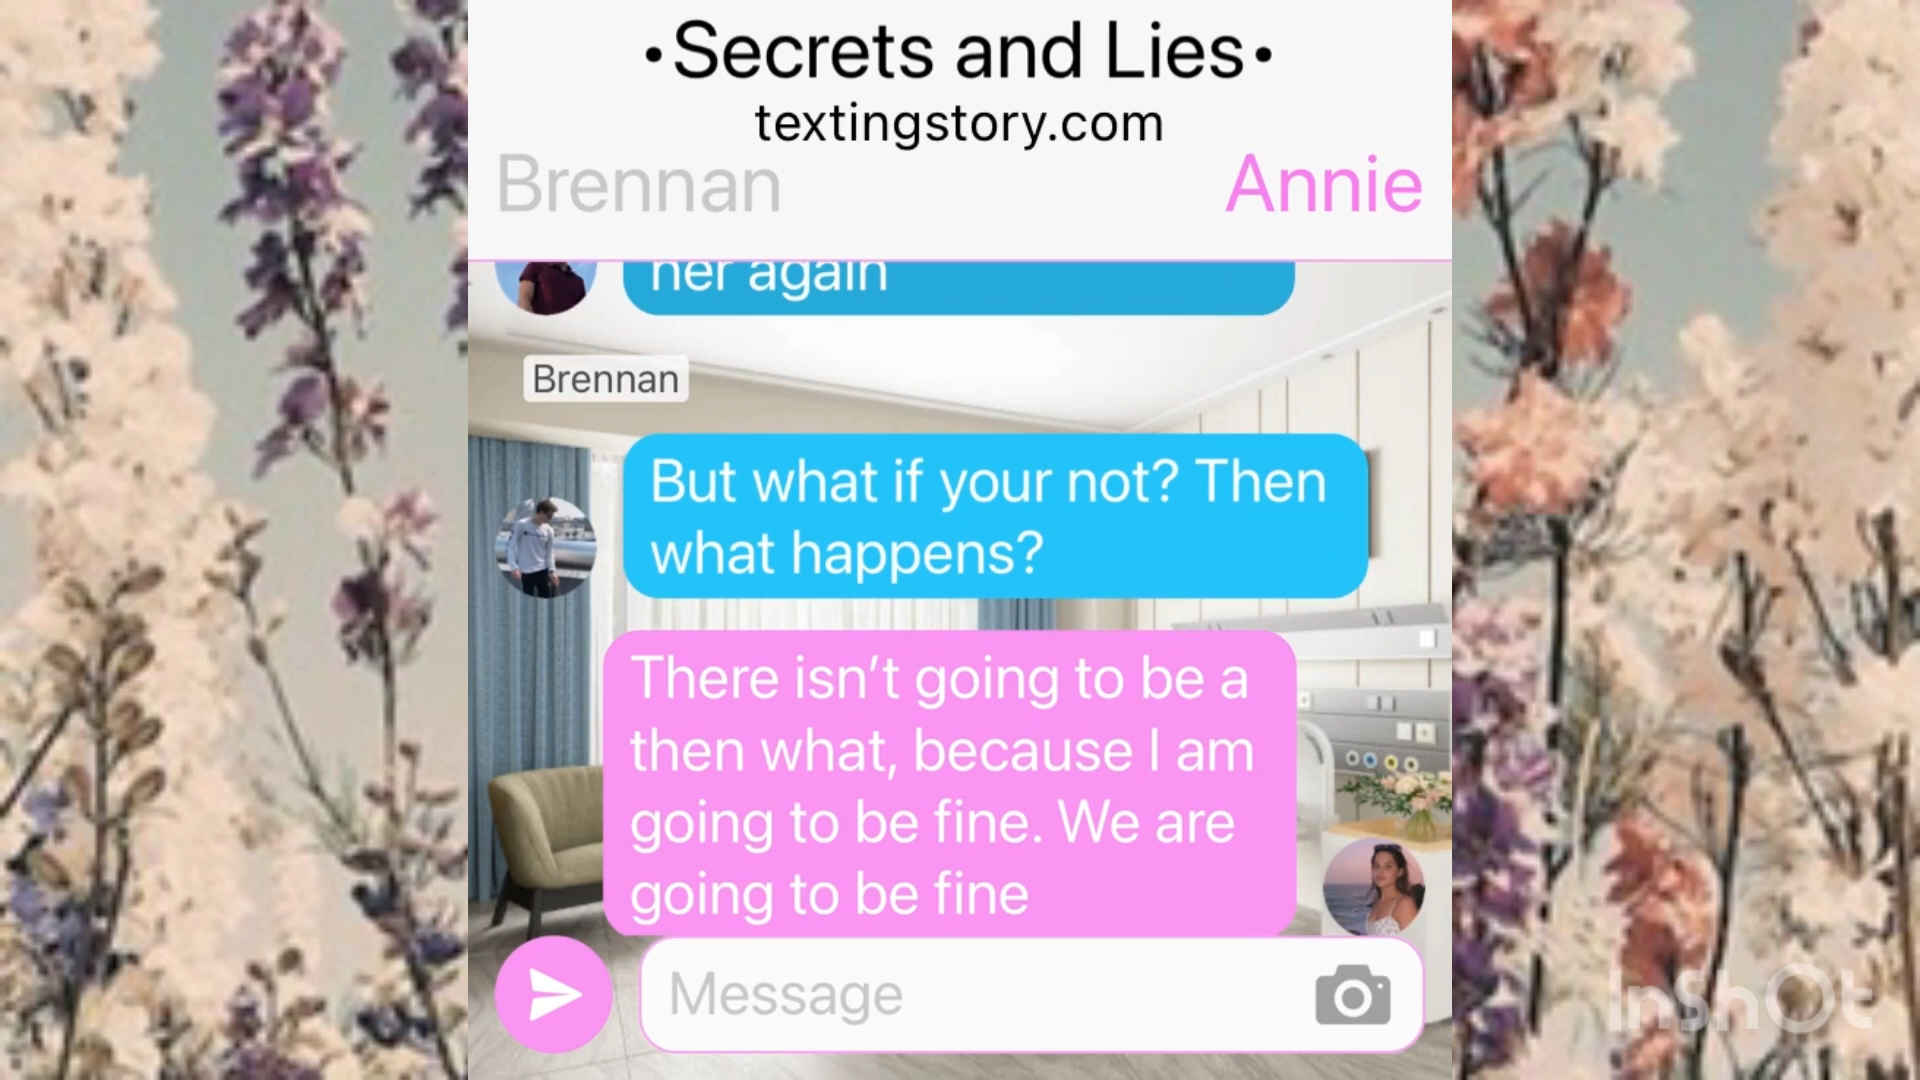 •Secrets and Lies•
textingstory.com
Brennan
Annie
her again
Brennan
But what if your not? Then
what happens?
There isn’t going to be a
then what, because I am
going to be fine. We are
going to be fine
Message
InShOt